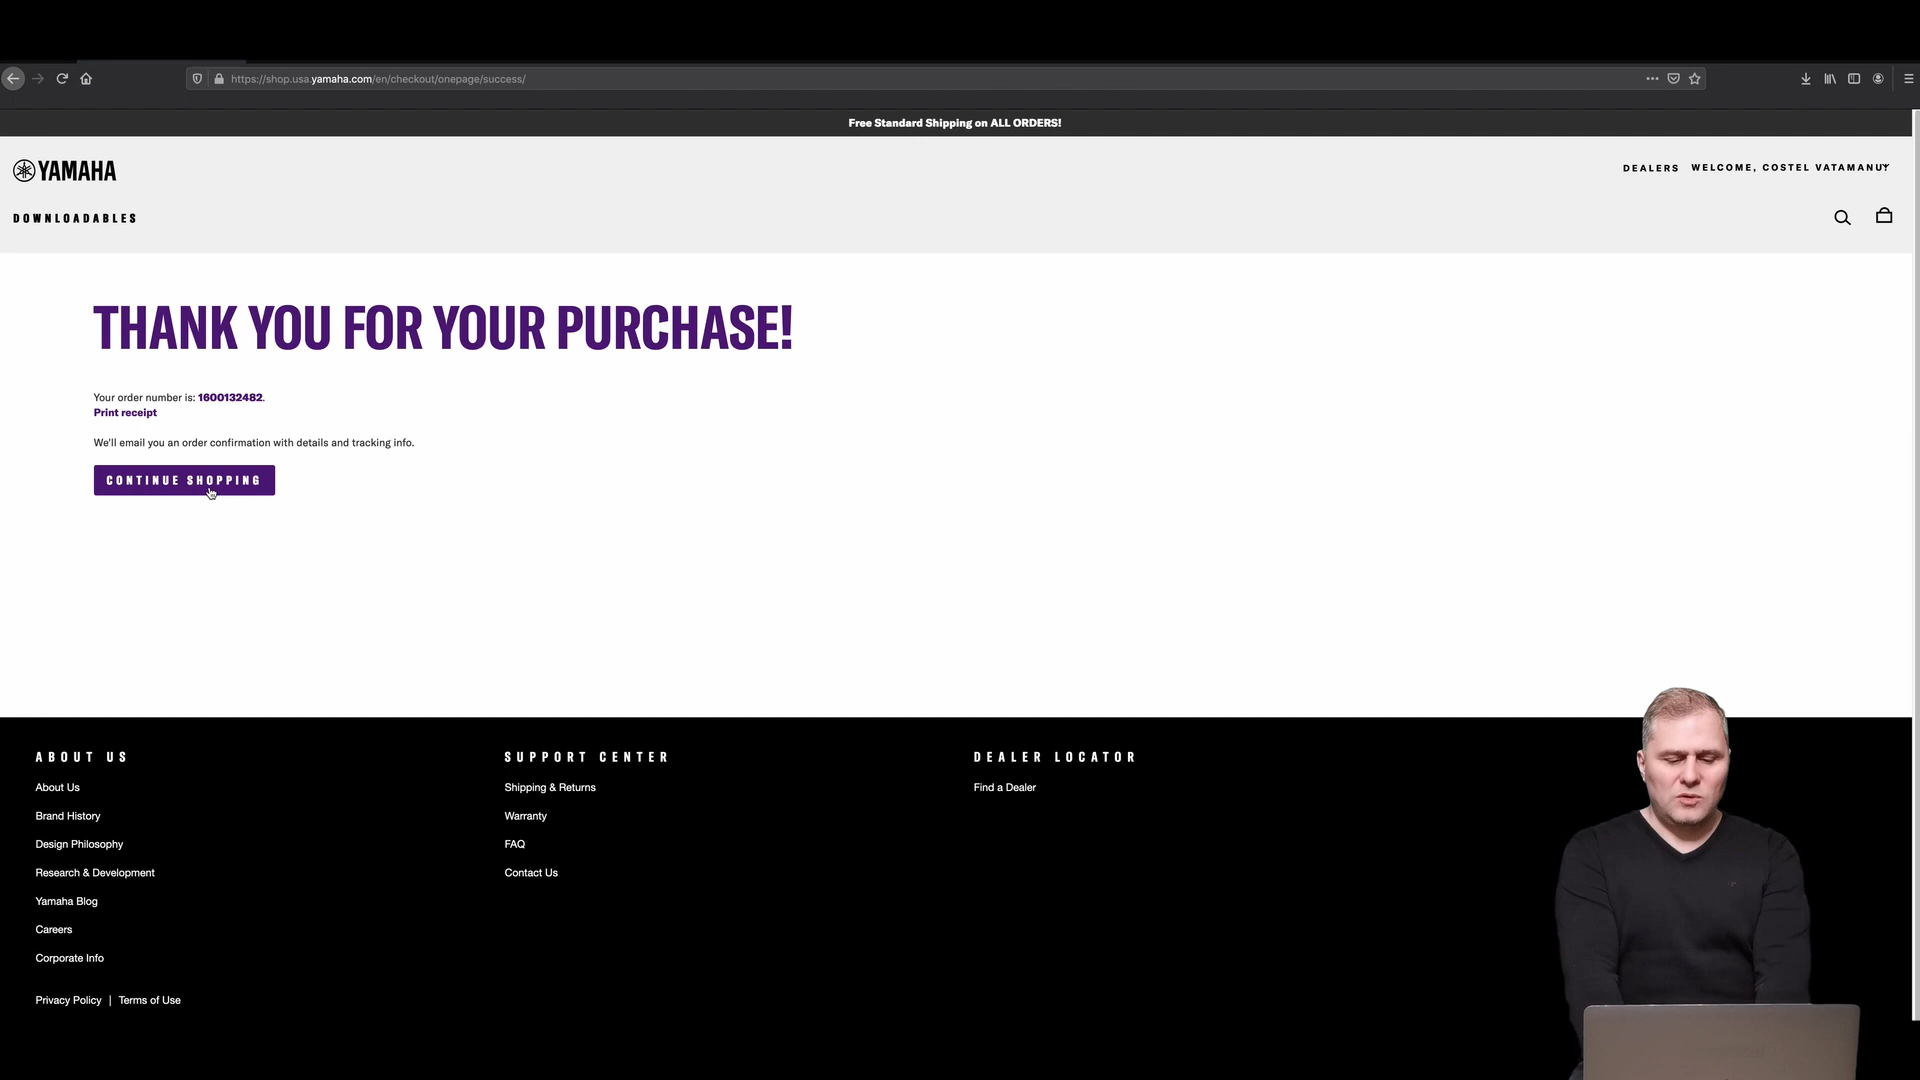 https://shop.usa.yamaha.com/en/checkout/onepage/success/
Free Standard Shipping on ALL ORDERS!
YAMAHA
DEALERS WELCOME, COSTEL VATAMANU
DOWNLOADABLES
THANK YOU FOR YOUR PURCHASE!
Your order number is: 1600132482.
Print receipt
We'll email you an order confirmation with details and tracking info.
CONTINUE SHOPPING
ABOUT US
About Us
Brand History
Design Philosophy
Research & Development
Yamaha Blog
Careers
Corporate Info
SUPPORT CENTER
Shipping & Returns
Warranty
FAQ
Contact Us
DEALER LOCATOR
Find a Dealer
Privacy Policy | Terms of Use